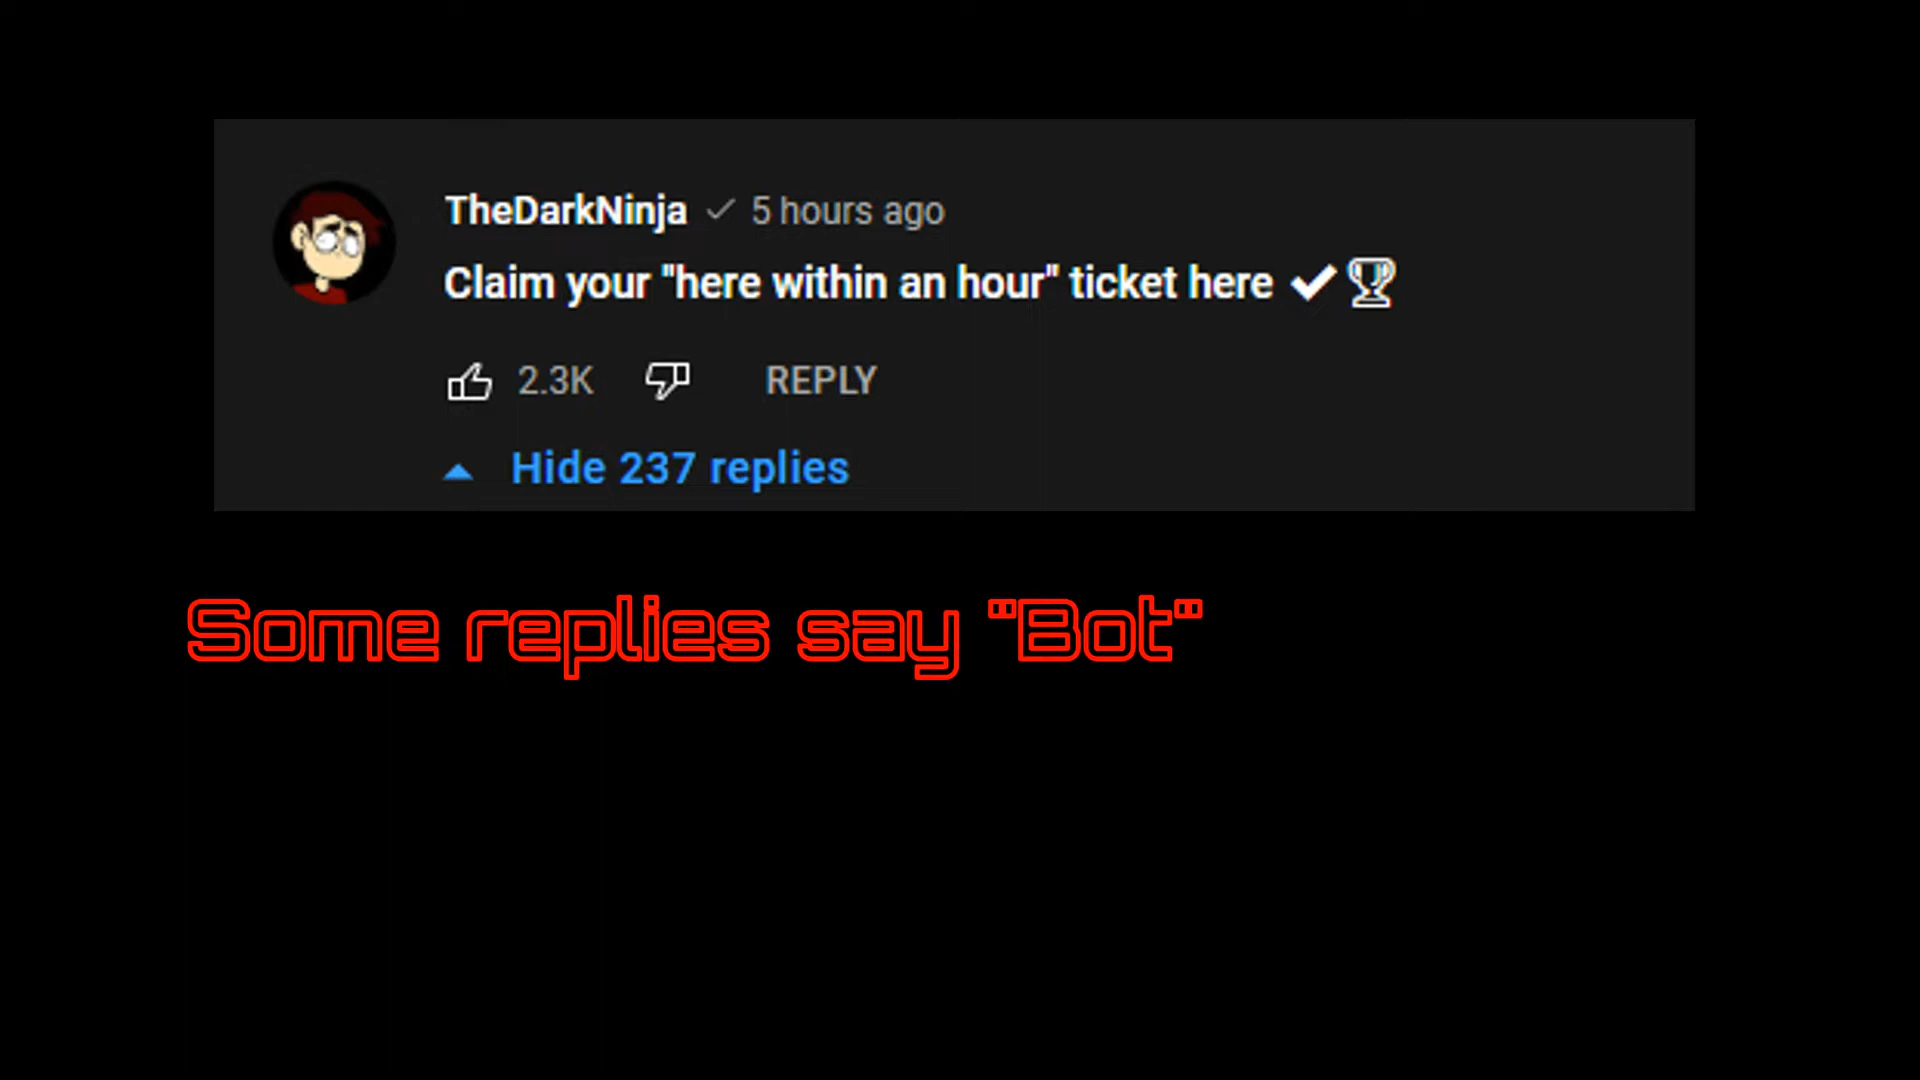 TheDarkNinja ✓ 5 hours ago
Claim your "here within an hour" ticket here ✔🏆
2.3K REPLY
Hide 237 replies
Some replies say "Bot"